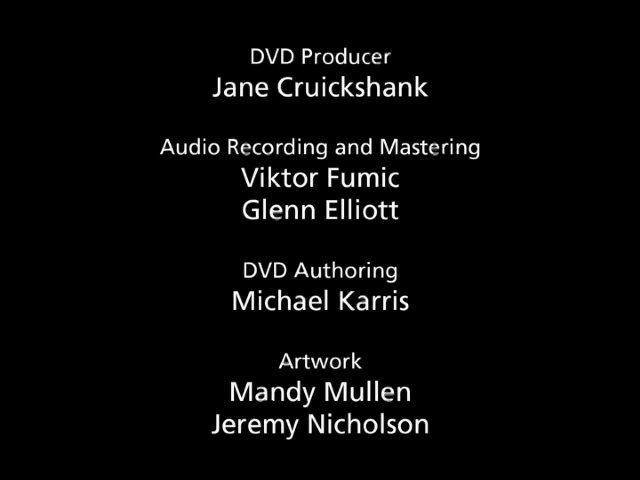 DVD Producer
Jane Cruickshank
Audio Recording and Mastering
Viktor Fumic
Glenn Elliott
DVD Authoring
Michael Karris
Artwork
Mandy Mullen
Jeremy Nicholson